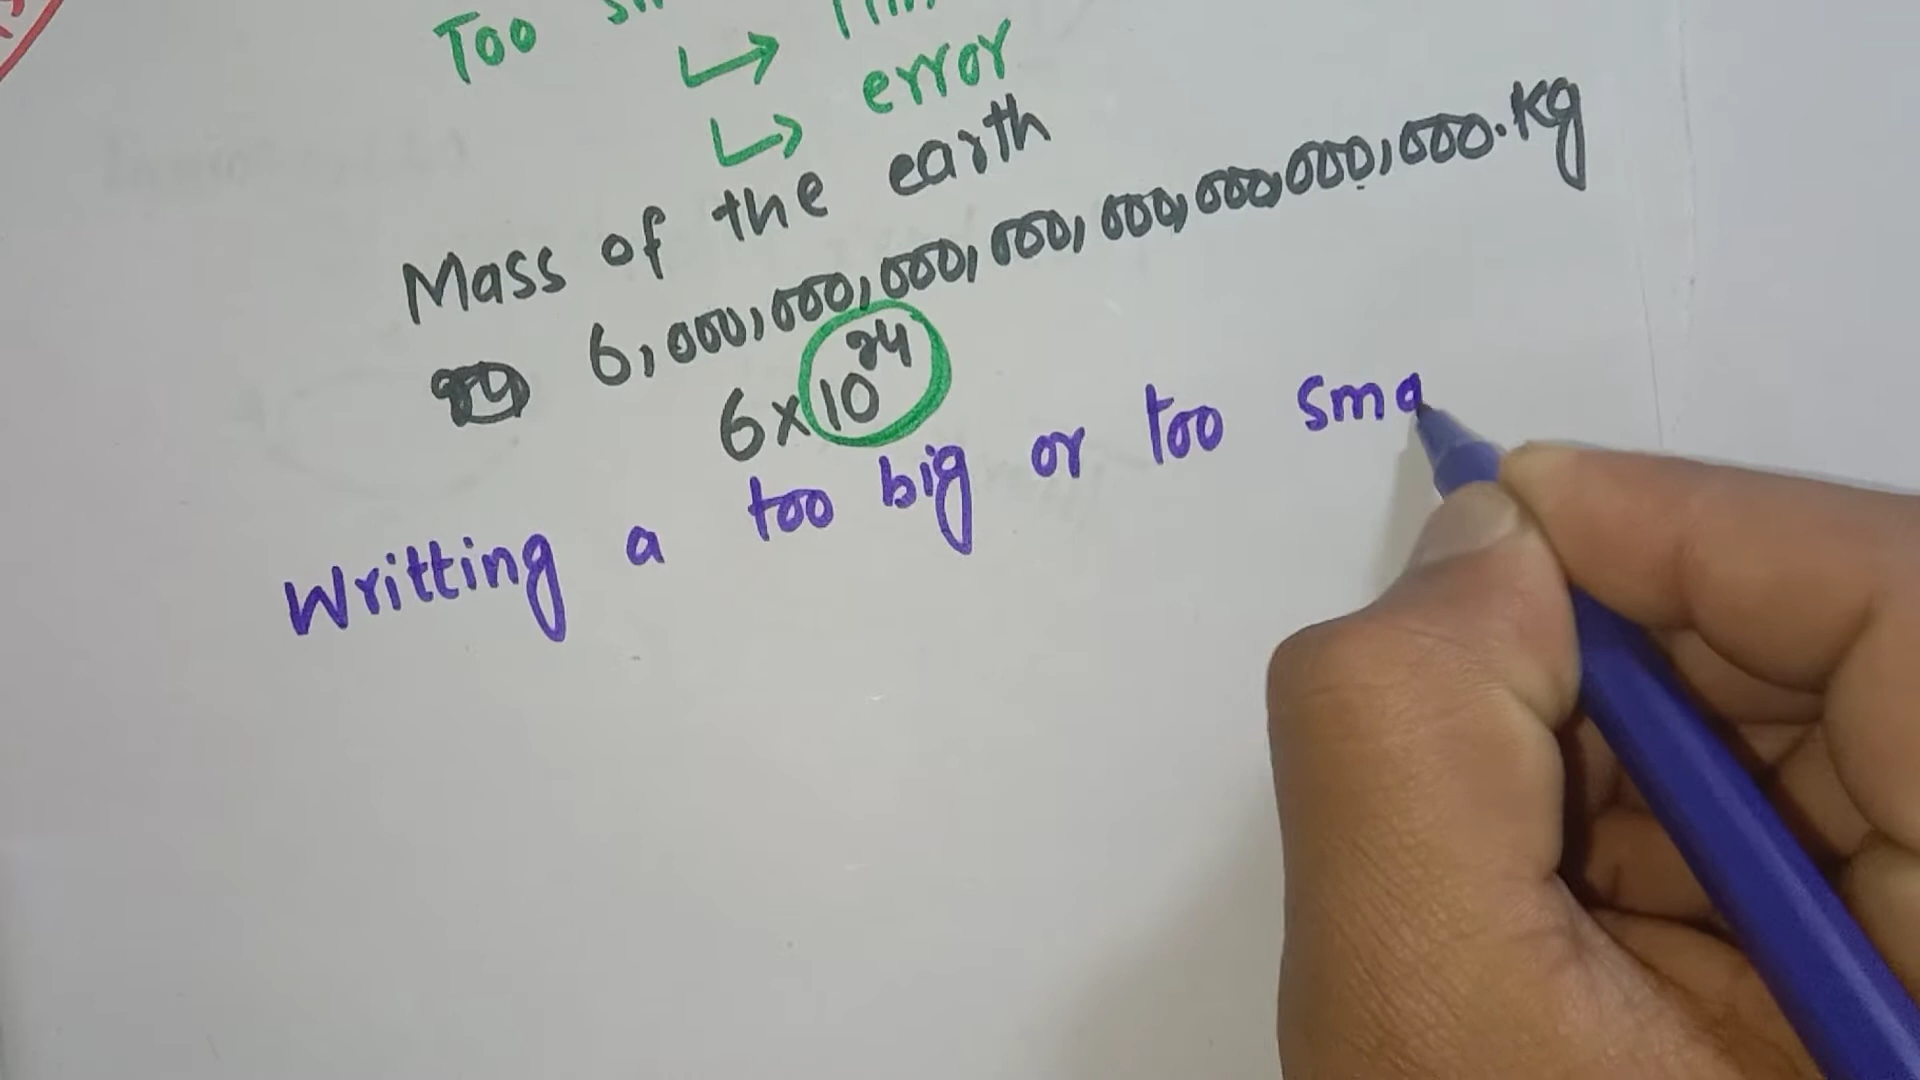 Too
↳ error
↳
Mass of the earth
6,000,000,000,000,000,000,000,000.kg
6×10²⁴
Writting a too big or too sma